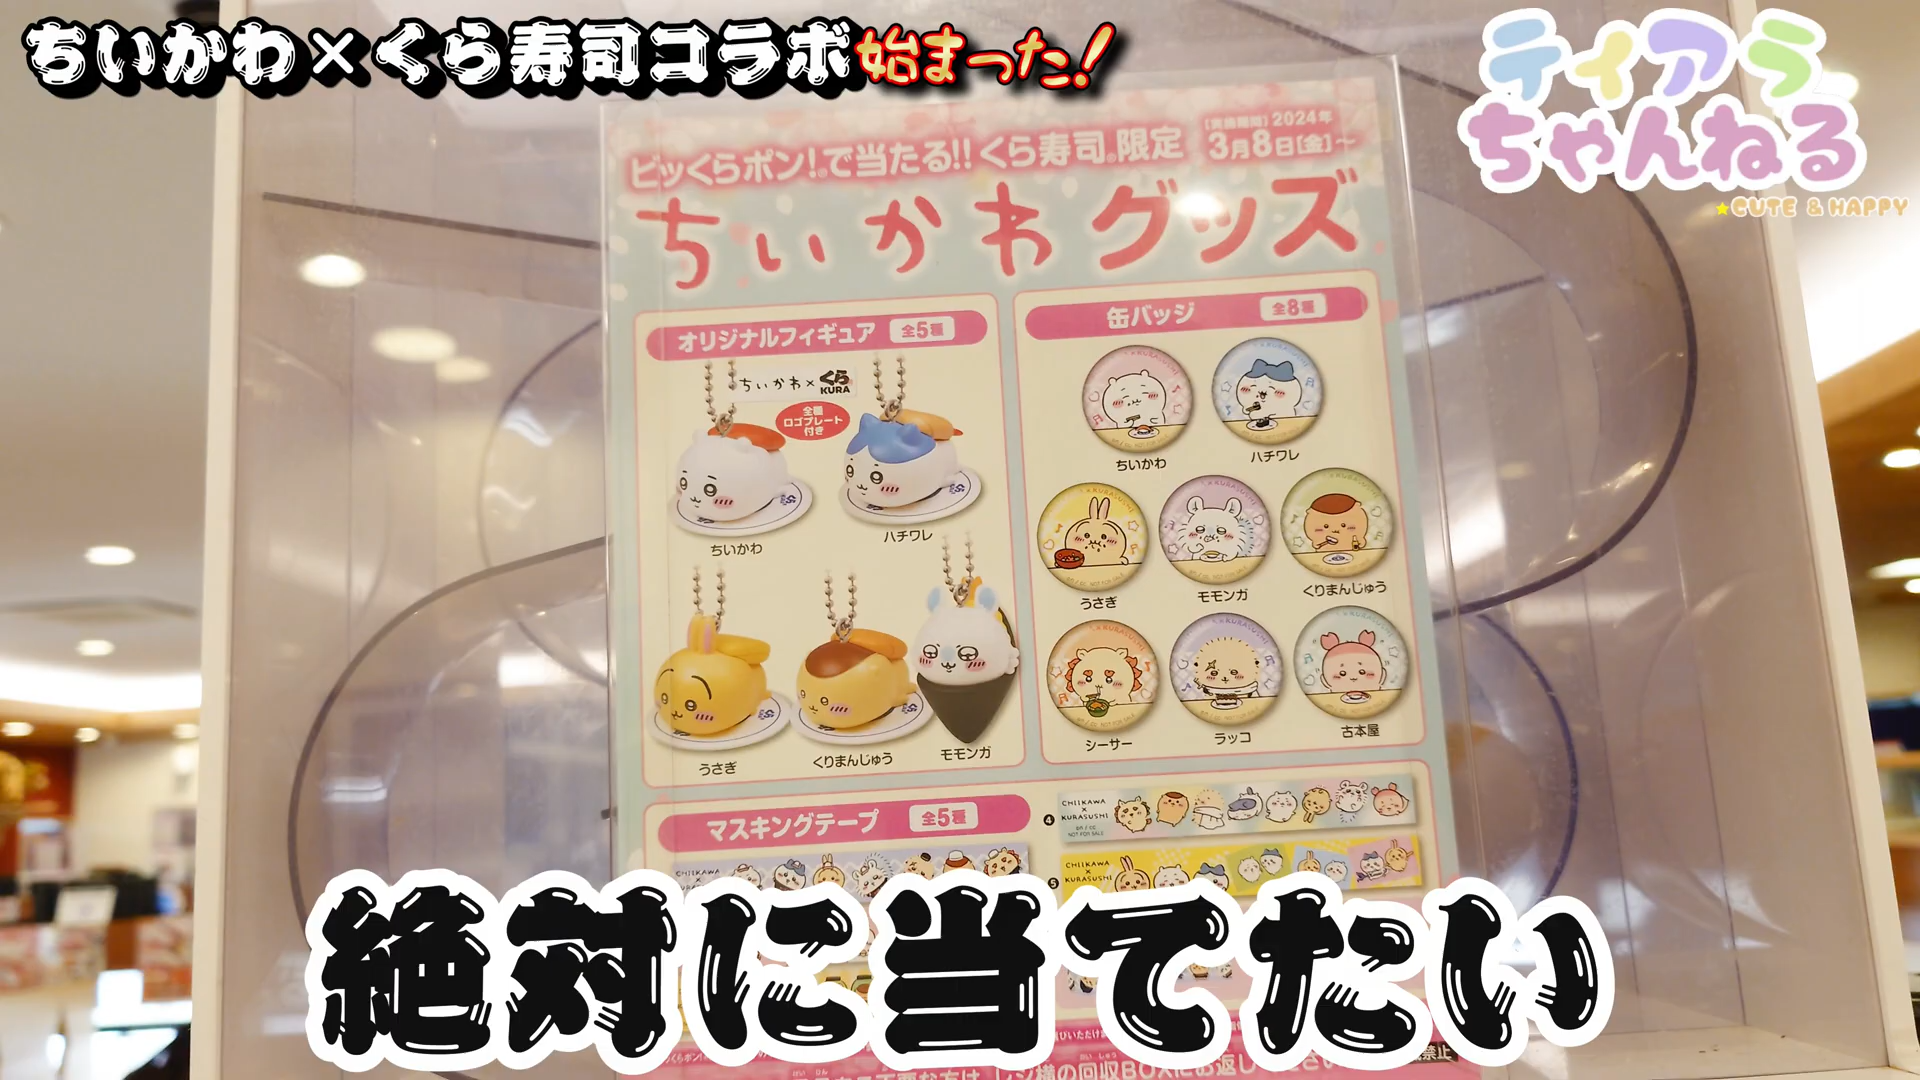 ちいかわ×くら寿司コラボ始まった！
ティアラ
ちゃんねる
★CUTE & HAPPY
ビッくらポン！®で当たる!! くら寿司®限定
[実施期間] 2024年
3月8日[金]～
ちいかわグッズ
オリジナルフィギュア 全5種
ちいかわ×くら
KURA
全種
ロゴプレート
付き
ちいかわ
ハチワレ
うさぎ
くりまんじゅう
モモンガ
缶バッジ 全8種
ちいかわ
ハチワレ
うさぎ
モモンガ
くりまんじゅう
シーサー
ラッコ
古本屋
マスキングテープ 全5種
CHIIKAWA
×
KURASUSHI
4
CHIIKAWA
×
KURASUSHI
NOT FOR SALE
5
CHIIKAWA
×
KURASUSHI
絶対に当てたい